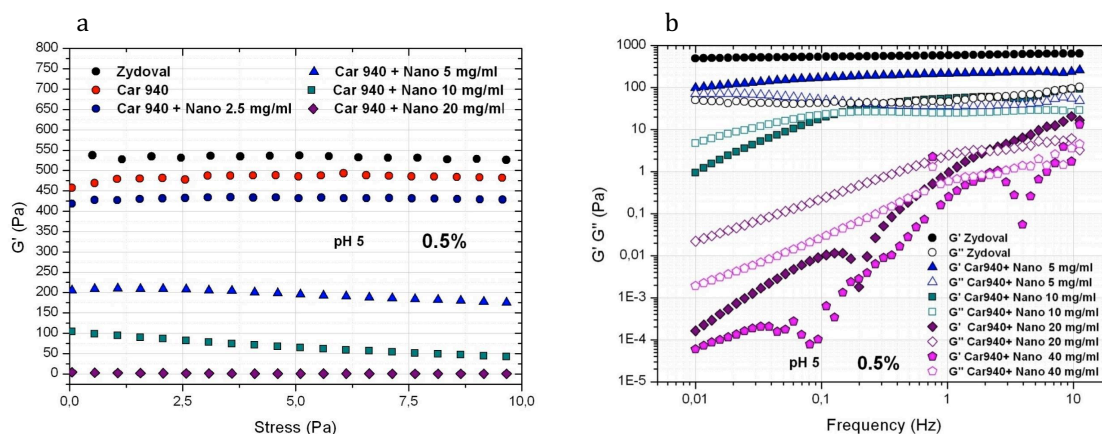 a
800
750
700
650
600
550
500
450
400
350
300
250
200
150
100
50
0
G' (Pa)
Zydoval
Car 940
Car 940 + Nano 2.5 mg/ml
Car 940 + Nano 5 mg/ml
Car 940 + Nano 10 mg/ml
Car 940 + Nano 20 mg/ml
pH 5 0.5%
0,0 2,5 5,0 7,5 10,0
Stress (Pa)
b
1000
100
10
1
0,1
0,01
1E-3
1E-4
1E-5
G' G'' (Pa)
G' Zydoval
G'' Zydoval
G' Car940+ Nano 5 mg/ml
G'' Car940+ Nano 5 mg/ml
G' Car940+ Nano 10 mg/ml
G'' Car940+ Nano 10 mg/ml
G' Car940+ Nano 20 mg/ml
G'' Car940+ Nano 20 mg/ml
G' Car940+ Nano 40 mg/ml
G'' Car940+ Nano 40 mg/ml
pH 5 0.5%
0,01 0,1 1 10
Frequency (Hz)